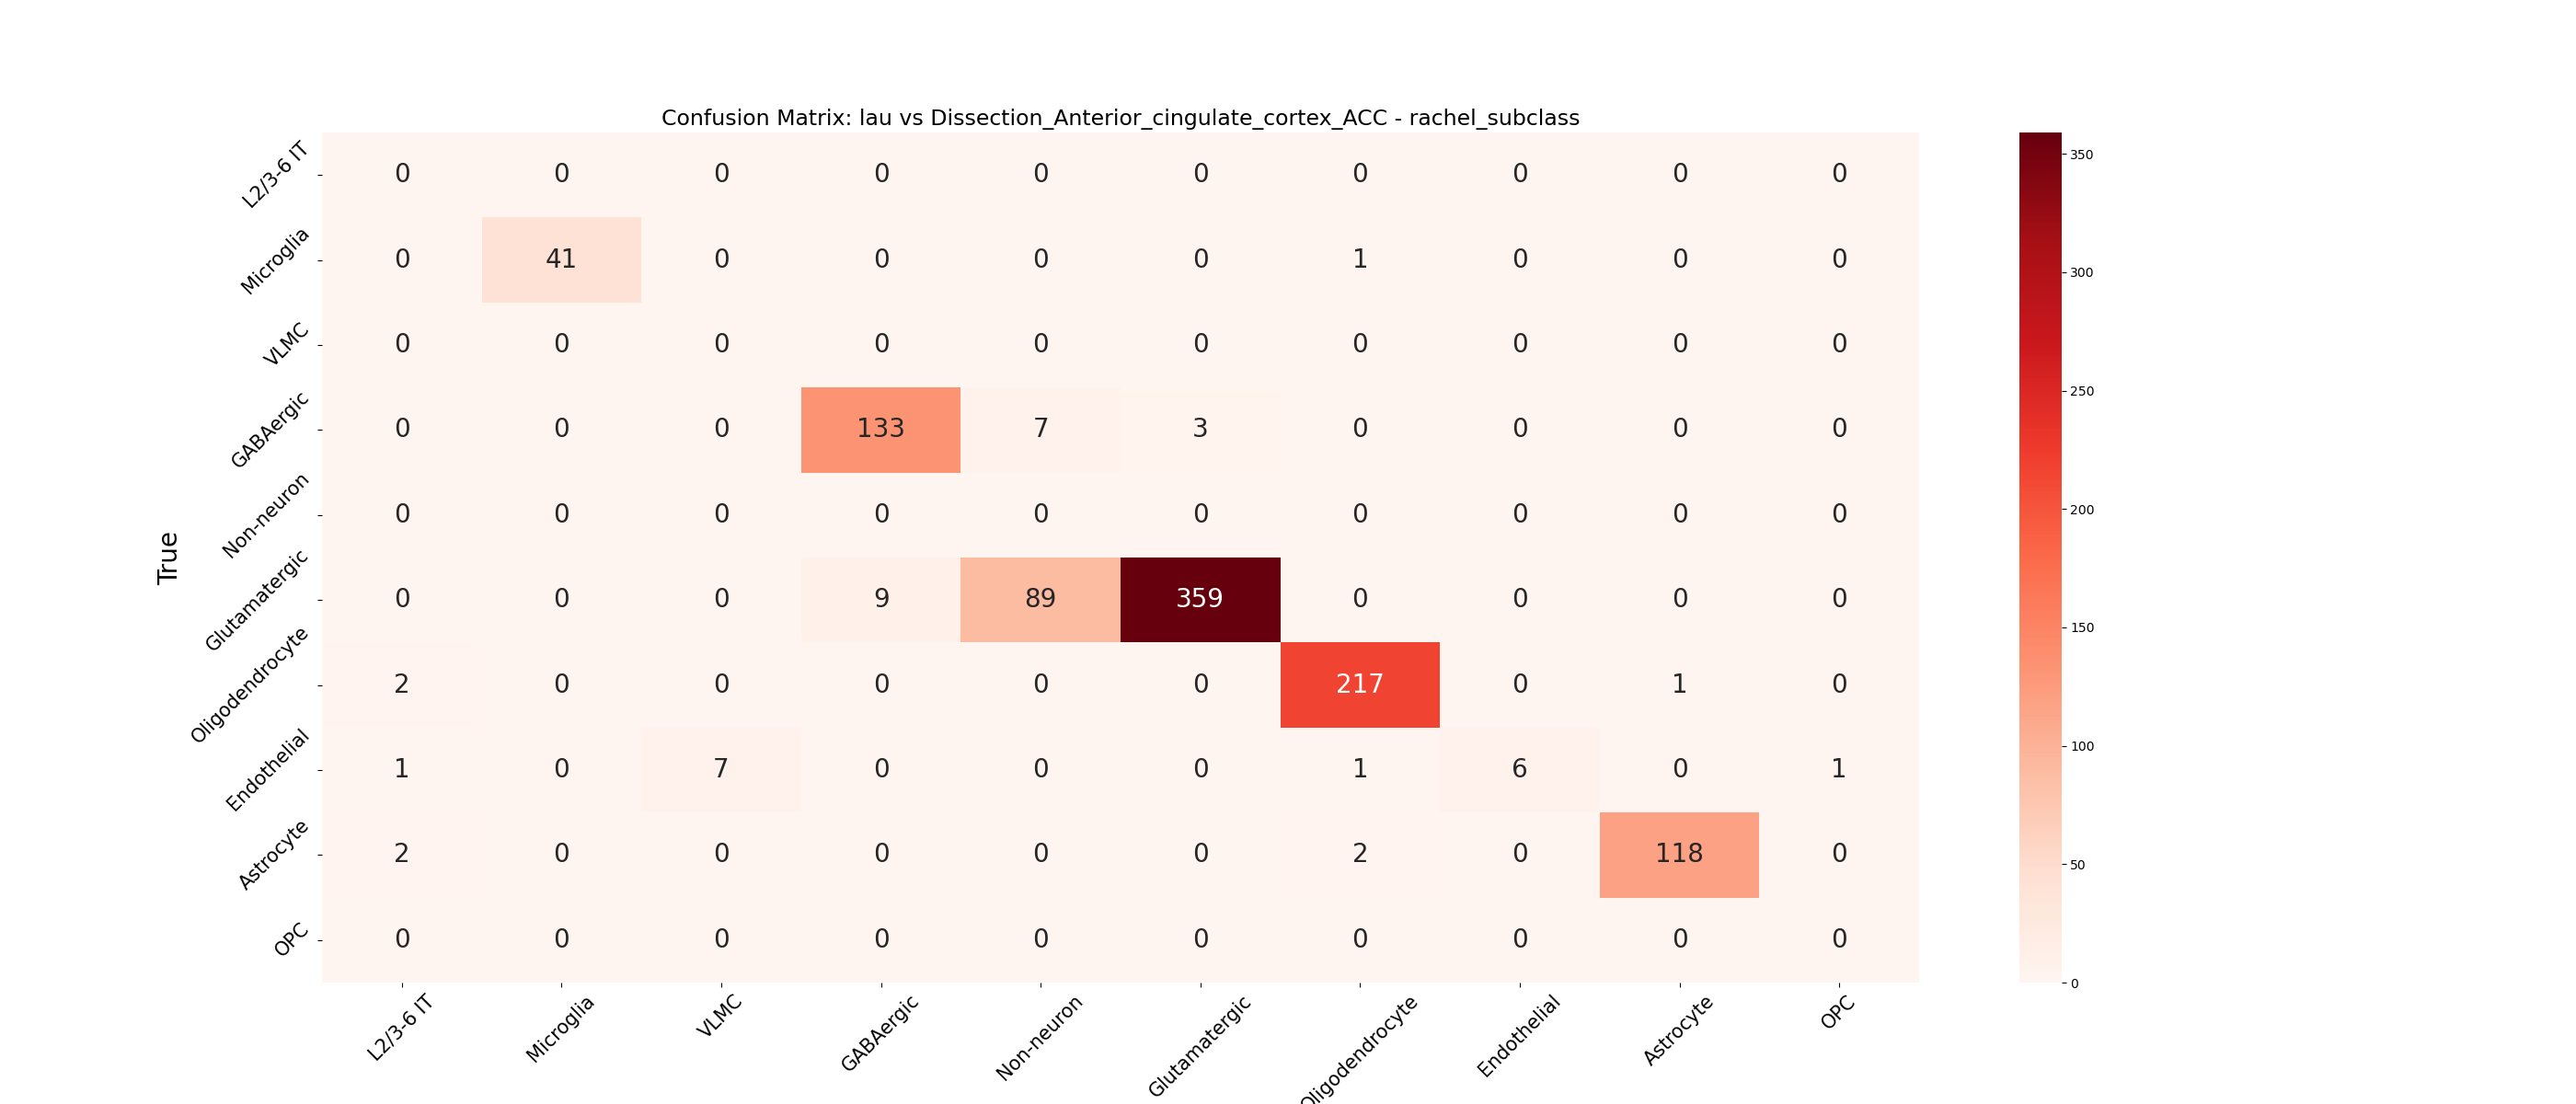 Confusion Matrix: lau vs Dissection_Anterior_cingulate_cortex_ACC - rachel_subclass
True
L2/3-6 IT 0 0 0 0 0 0 0 0 0 0
Microglia 0 41 0 0 0 0 1 0 0 0
VLMC 0 0 0 0 0 0 0 0 0 0
GABAergic 0 0 0 133 7 3 0 0 0 0
Non-neuron 0 0 0 0 0 0 0 0 0 0
Glutamatergic 0 0 0 9 89 359 0 0 0 0
Oligodendrocyte 2 0 0 0 0 0 217 0 1 0
Endothelial 1 0 7 0 0 0 1 6 0 1
Astrocyte 2 0 0 0 0 0 2 0 118 0
OPC 0 0 0 0 0 0 0 0 0 0
L2/3-6 IT Microglia VLMC GABAergic Non-neuron Glutamatergic Oligodendrocyte Endothelial Astrocyte OPC
350
300
250
200
150
100
50
0